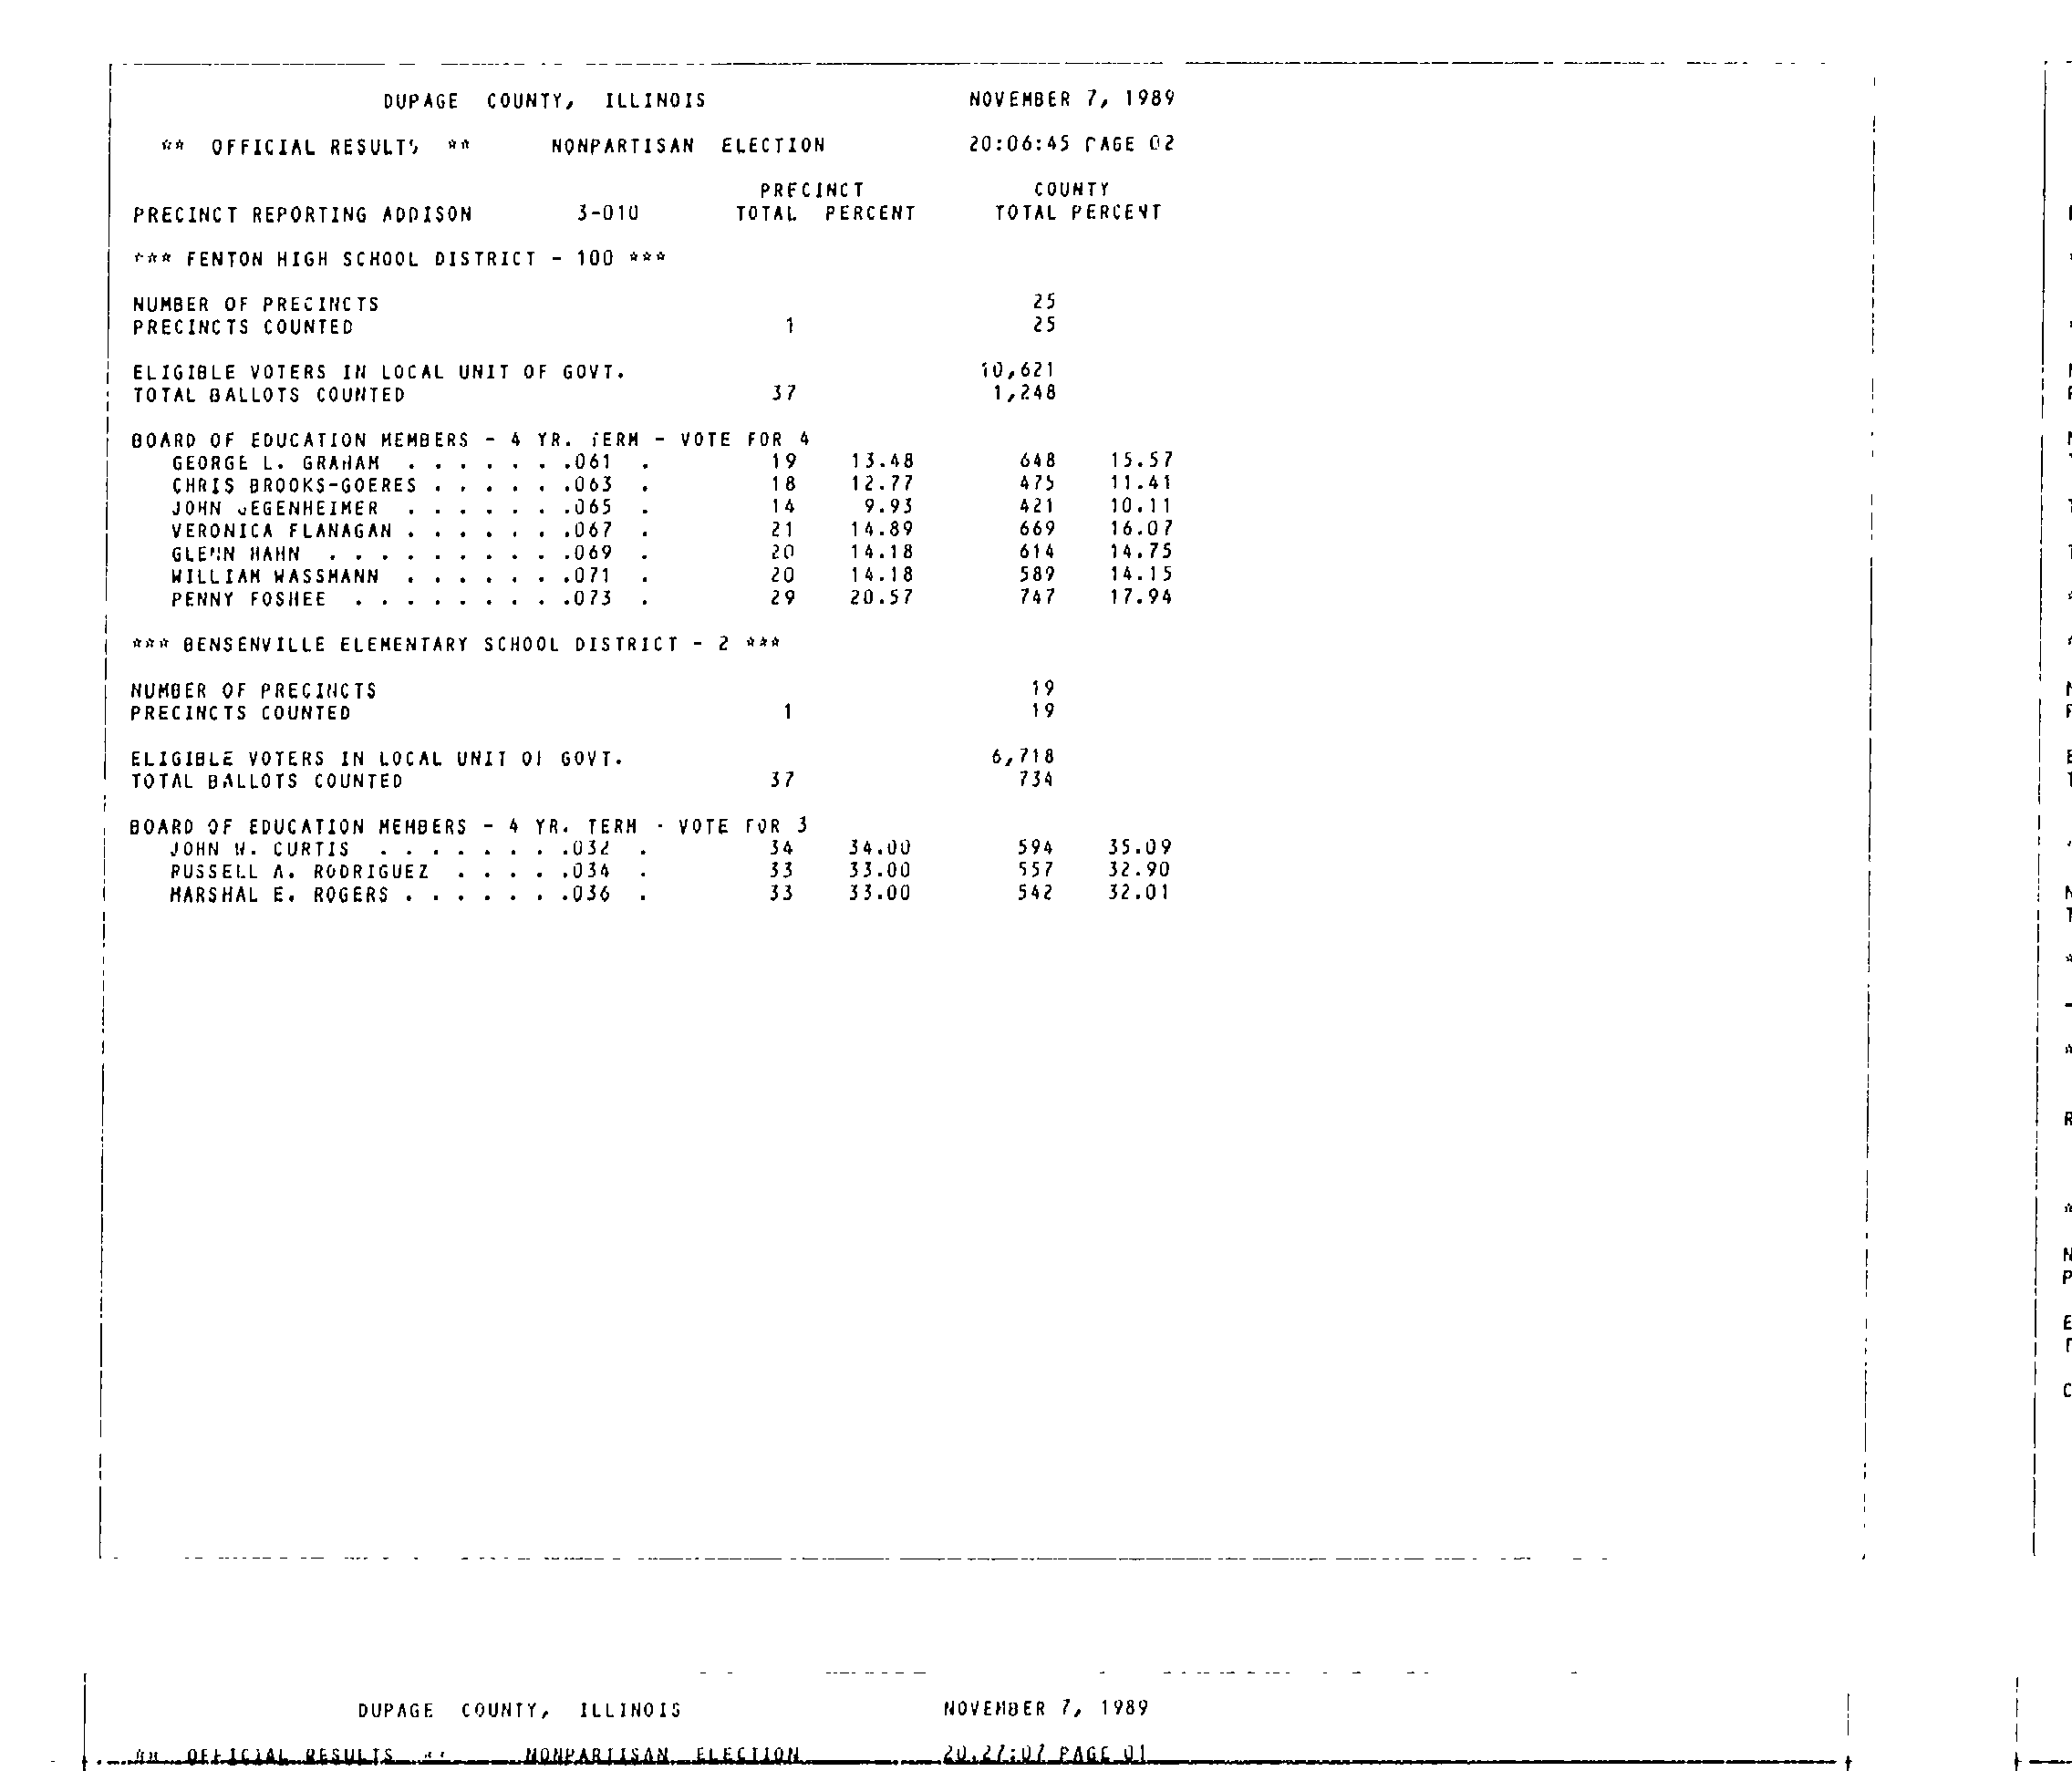 DUPAGE COUNTY, ILLINOIS NOVEMBER 7, 1989
** OFFICIAL RESULTS ** NONPARTISAN ELECTION 20:06:45 PAGE 02
PRECINCT COUNTY
PRECINCT REPORTING ADDISON 3-010 TOTAL PERCENT TOTAL PERCENT
*** FENTON HIGH SCHOOL DISTRICT - 100 ***
NUMBER OF PRECINCTS 25
PRECINCTS COUNTED 1 25
ELIGIBLE VOTERS IN LOCAL UNIT OF GOVT. 10,621
TOTAL BALLOTS COUNTED 37 1,248
BOARD OF EDUCATION MEMBERS - 4 YR. TERM - VOTE FOR 4
GEORGE L. GRAHAM . . . . . . .061 . 19 13.48 648 15.57
CHRIS BROOKS-GOERES . . . . . .063 . 18 12.77 475 11.41
JOHN . . . . . . .065 . 14 9.93 421 10.11
VERONICA FLANAGAN . . . . . . .067 . 21 14.89 669 16.07
GLENN HAHN . . . . . . . . . .069 . 20 14.18 614 14.75
WILLIAM WASSMANN . . . . . . .071 . 20 14.18 589 14.15
PENNY FOSHEE . . . . . . . . .073 . 29 20.57 747 17.94
*** BENSENVILLE ELEMENTARY SCHOOL DISTRICT - 2 ***
NUMBER OF PRECINCTS 19
PRECINCTS COUNTED 1 19
ELIGIBLE VOTERS IN LOCAL UNIT OF GOVT. 6,718
TOTAL BALLOTS COUNTED 37 734
BOARD OF EDUCATION MEMBERS - 4 YR. TERM - VOTE FOR 3
JOHN W. CURTIS . . . . . . . .032 . 34 34.00 594 35.09
RUSSELL A. RODRIGUEZ . . . . .034 . 33 33.00 557 32.90
MARSHAL E. ROGERS . . . . . . .036 . 33 33.00 542 32.01
DUPAGE COUNTY, ILLINOIS NOVEMBER 7, 1989
** OFFICIAL RESULTS ** NONPARTISAN ELECTION 20:27:07 PAGE 01